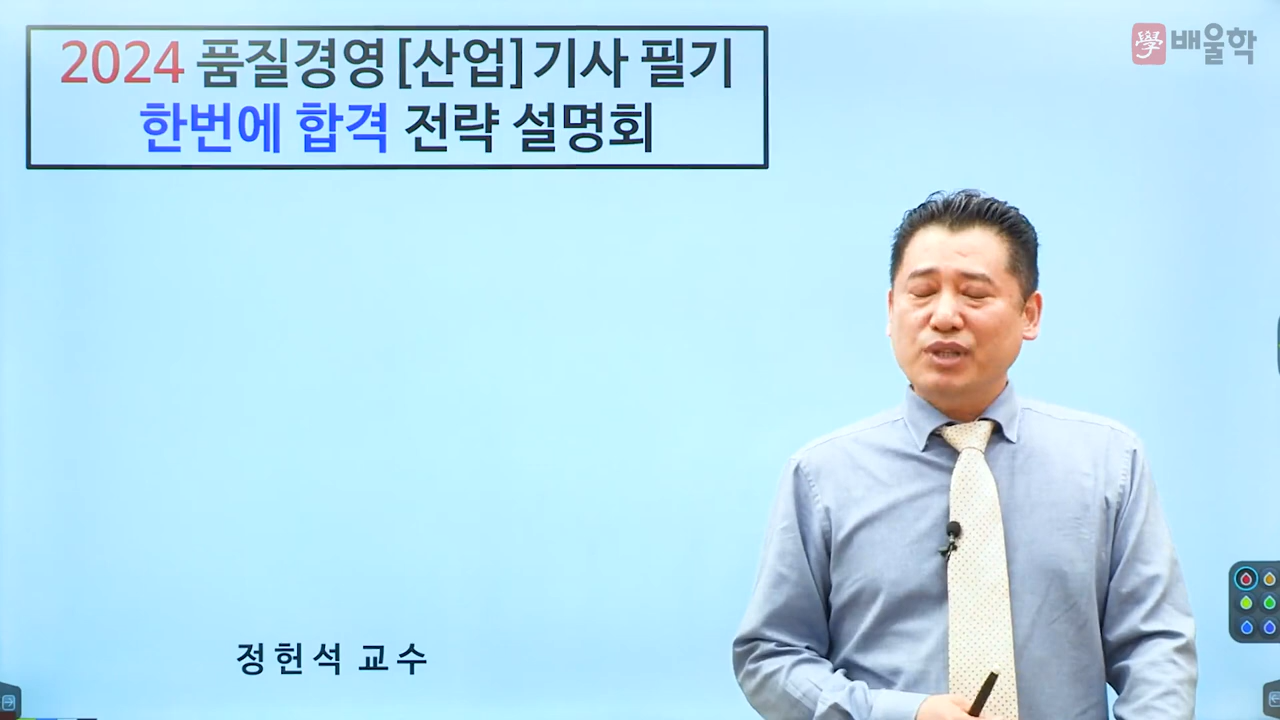 2024 품질경영[산업]기사 필기
한번에 합격 전략 설명회
學 배울학
정헌석 교수